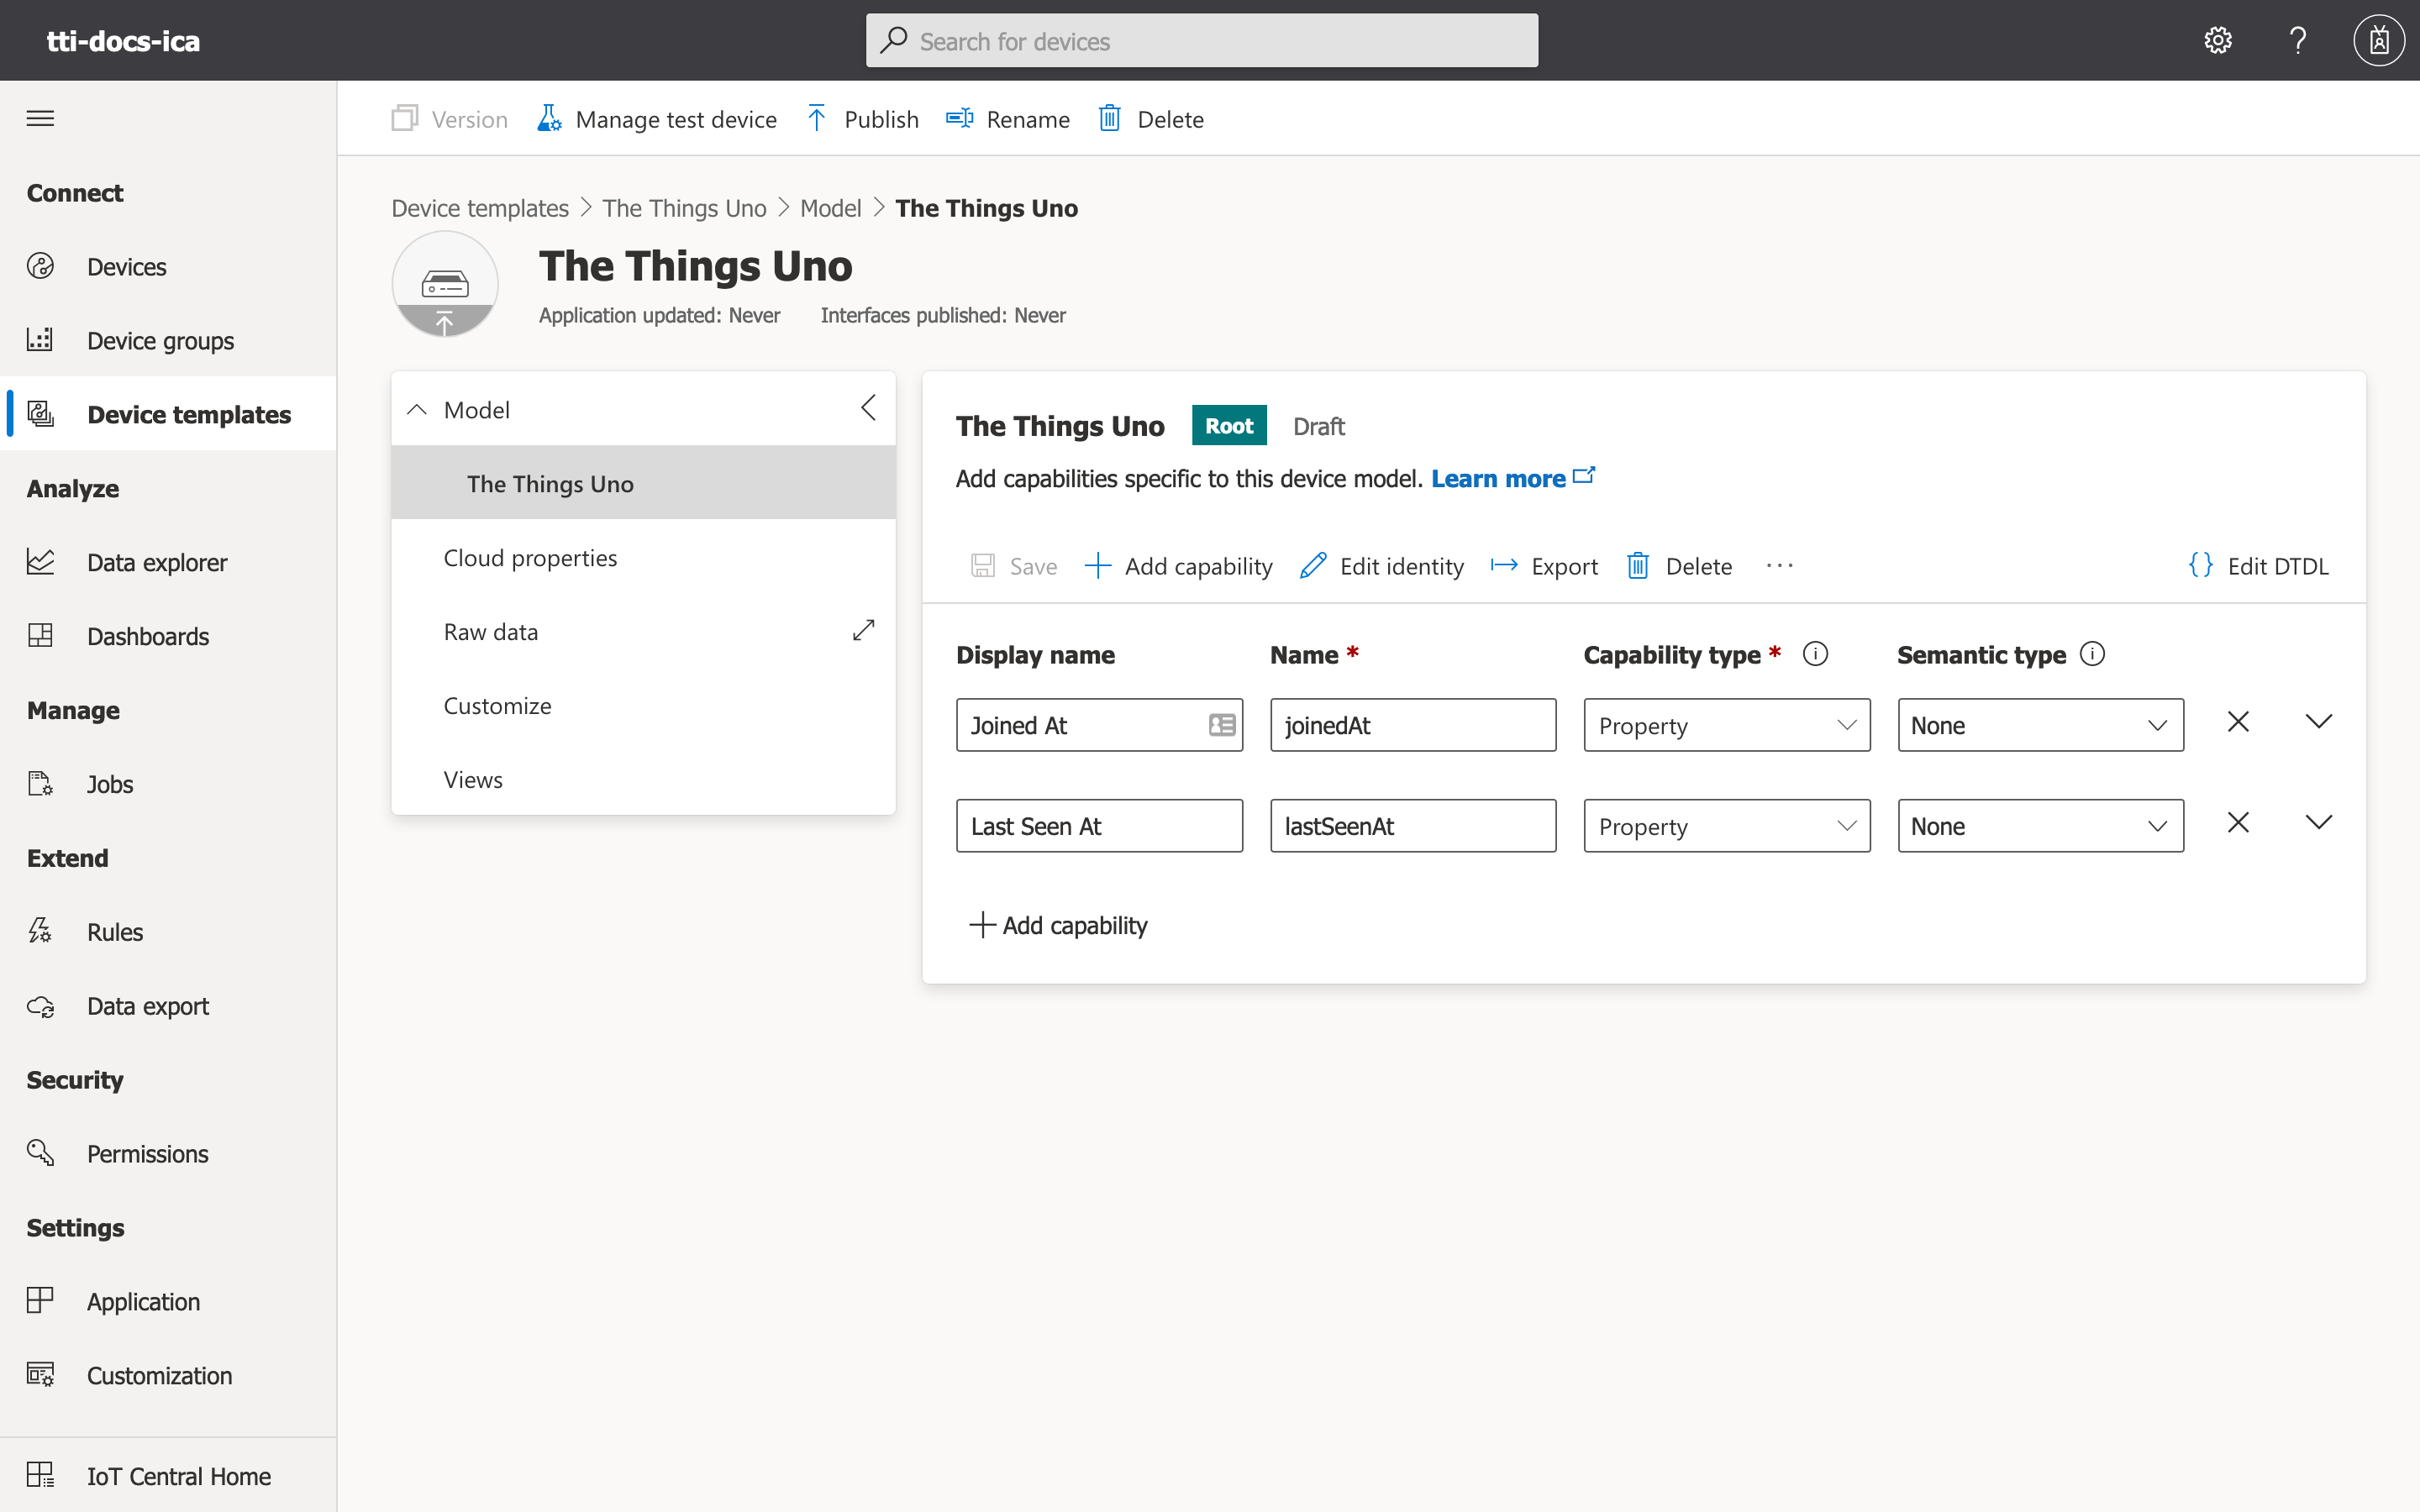 tti-docs-ica
Search for devices
Version Manage test device Publish Rename Delete
Connect
Devices
Device groups
Device templates
Analyze
Data explorer
Dashboards
Manage
Jobs
Extend
Rules
Data export
Security
Permissions
Settings
Application
Customization
IoT Central Home
Device templates > The Things Uno > Model > The Things Uno
The Things Uno
Application updated: Never Interfaces published: Never
Model
The Things Uno
Cloud properties
Raw data
Customize
Views
The Things Uno Root Draft
Add capabilities specific to this device model. Learn more
Save Add capability Edit identity Export Delete ... {} Edit DTDL
Display name Name * Capability type * Semantic type
Joined At joinedAt Property None
Last Seen At lastSeenAt Property None
Add capability